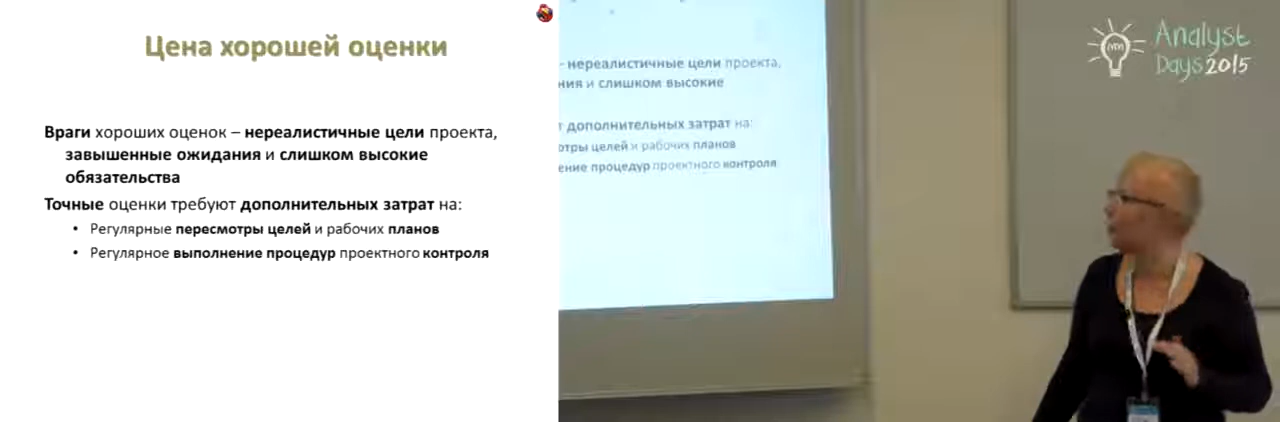 Цена хорошей оценки
Враги хороших оценок – нереалистичные цели проекта,
завышенные ожидания и слишком высокие
обязательства
Точные оценки требуют дополнительных затрат на:
• Регулярные пересмотры целей и рабочих планов
• Регулярное выполнение процедур проектного контроля
- нереалистичные цели проекта,
ния и слишком высокие
т дополнительных затрат на:
отры целей и рабочих планов
ение процедур проектного контроля
Analyst
Days 2015